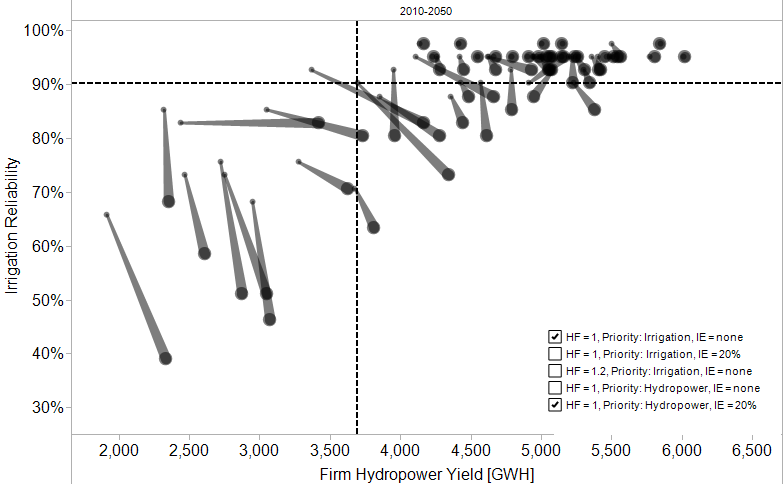 2010-2050
100%
90%
80%
70%
60%
50%
40%
30%
Irrigation Reliability
HF = 1, Priority: Irrigation, IE = none
HF = 1, Priority: Irrigation, IE = 20%
HF = 1.2, Priority: Irrigation, IE = none
HF = 1, Priority: Hydropower, IE = none
HF = 1, Priority: Hydropower, IE = 20%
2,000 2,500 3,000 3,500 4,000 4,500 5,000 5,500 6,000 6,500
Firm Hydropower Yield [GWH]